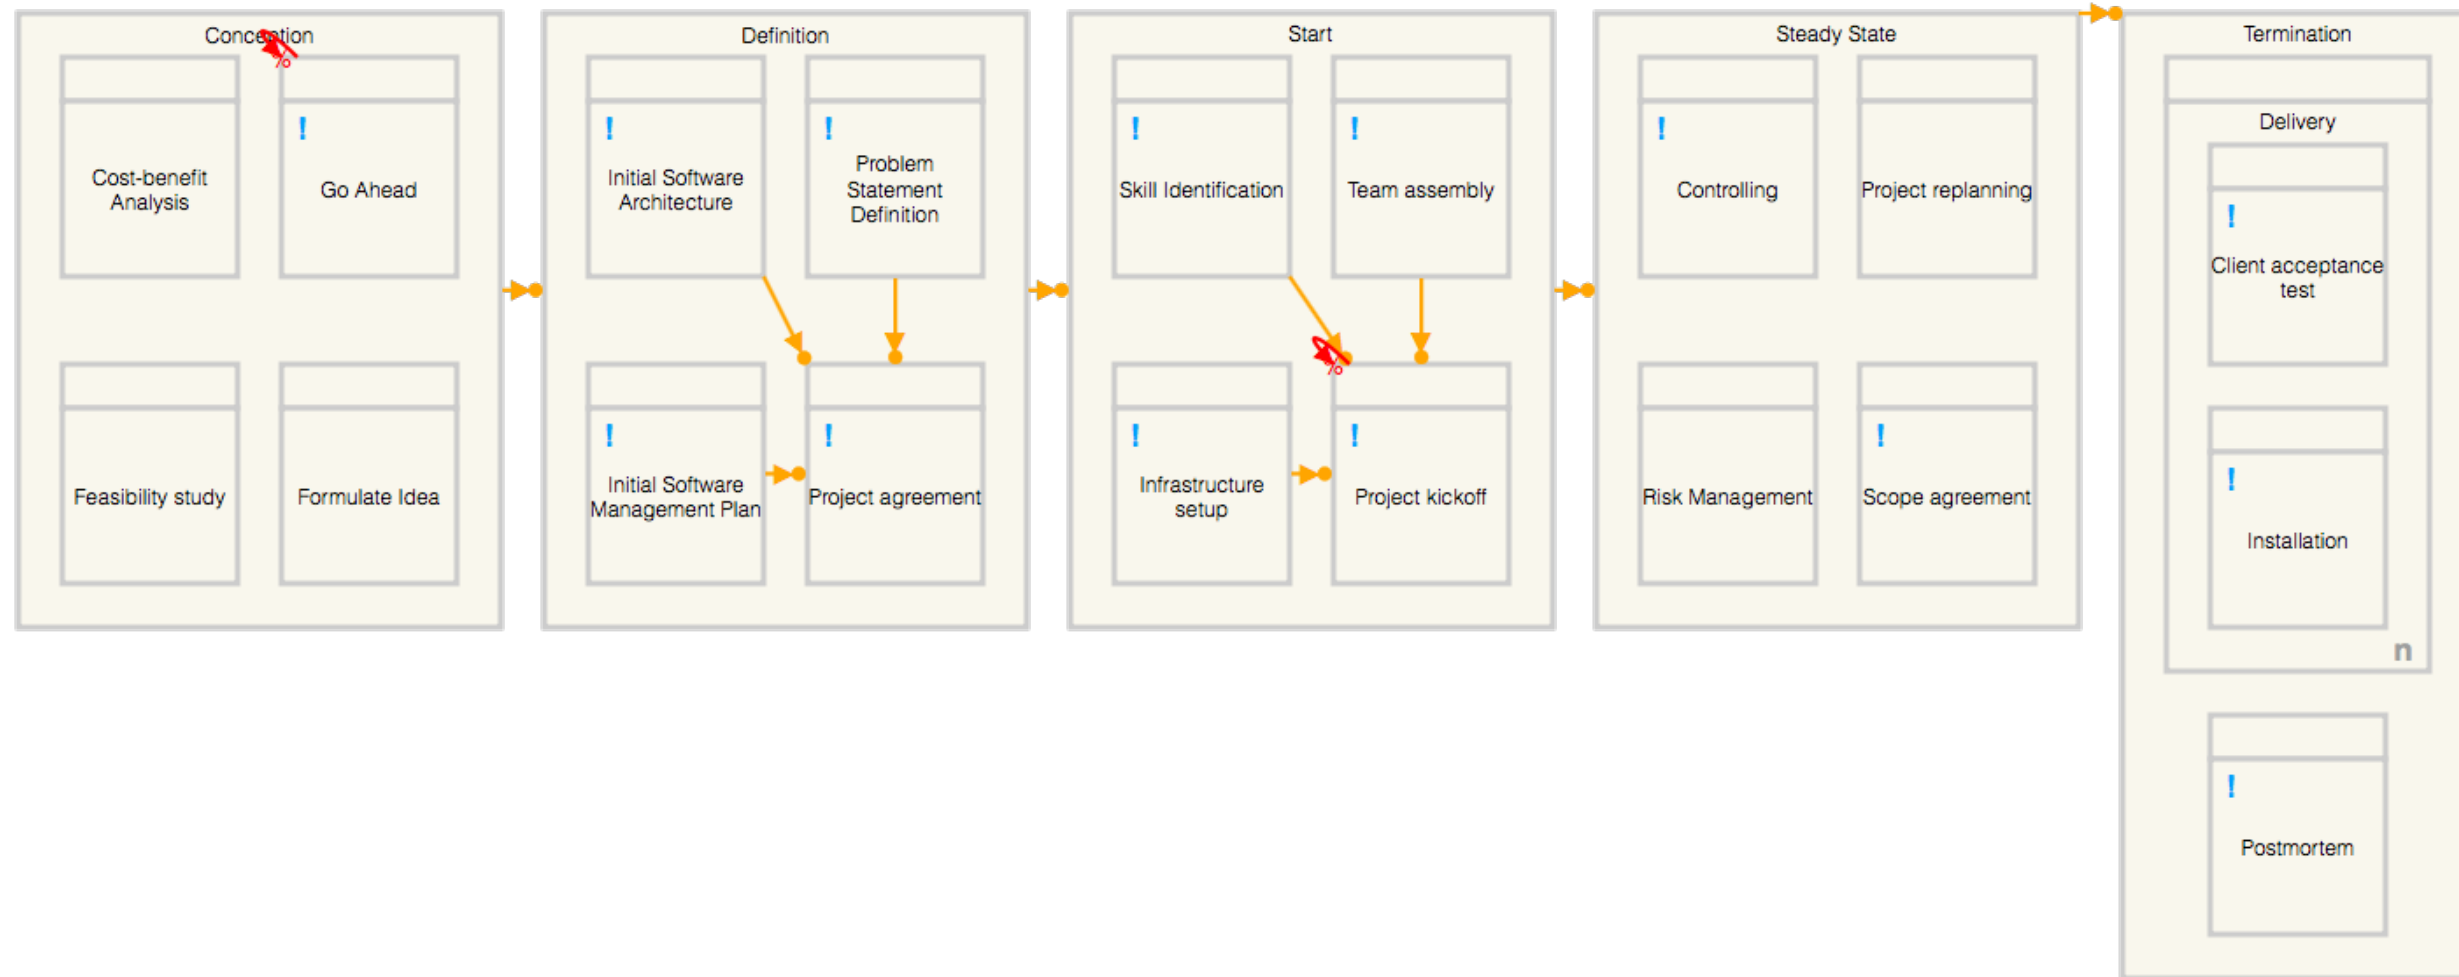 Conception
%
Cost-benefit
Analysis
!
Go Ahead
Feasibility study
Formulate Idea
Definition
!
Initial Software
Architecture
!
Problem
Statement
Definition
!
Initial Software
Management Plan
!
Project agreement
Start
!
Skill Identification
!
Team assembly
%
!
Infrastructure
setup
!
Project kickoff
Steady State
!
Controlling
Project replanning
Risk Management
!
Scope agreement
Termination
Delivery
!
Client acceptance
test
!
Installation
n
!
Postmortem